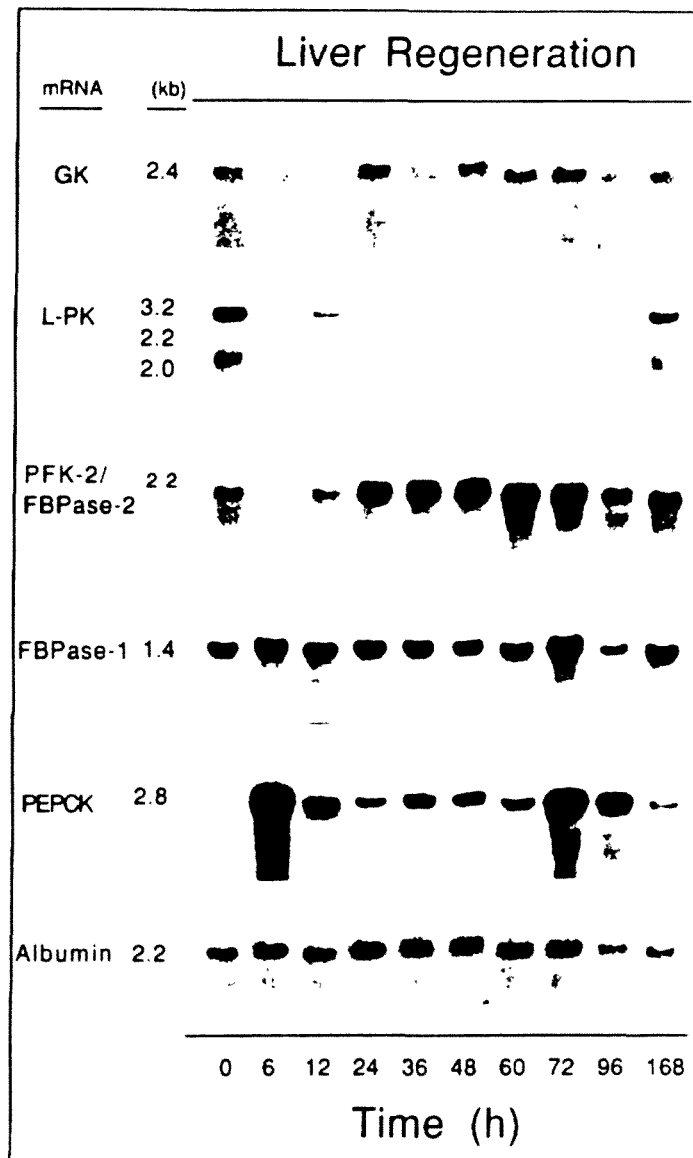 Liver Regeneration
mRNA (kb)
GK 2.4
L-PK 3.2
2.2
2.0
PFK-2/
FBPase-2 2 2
FBPase-1 1.4
PEPCK 2.8
Albumin 2.2
0 6 12 24 36 48 60 72 96 168
Time (h)